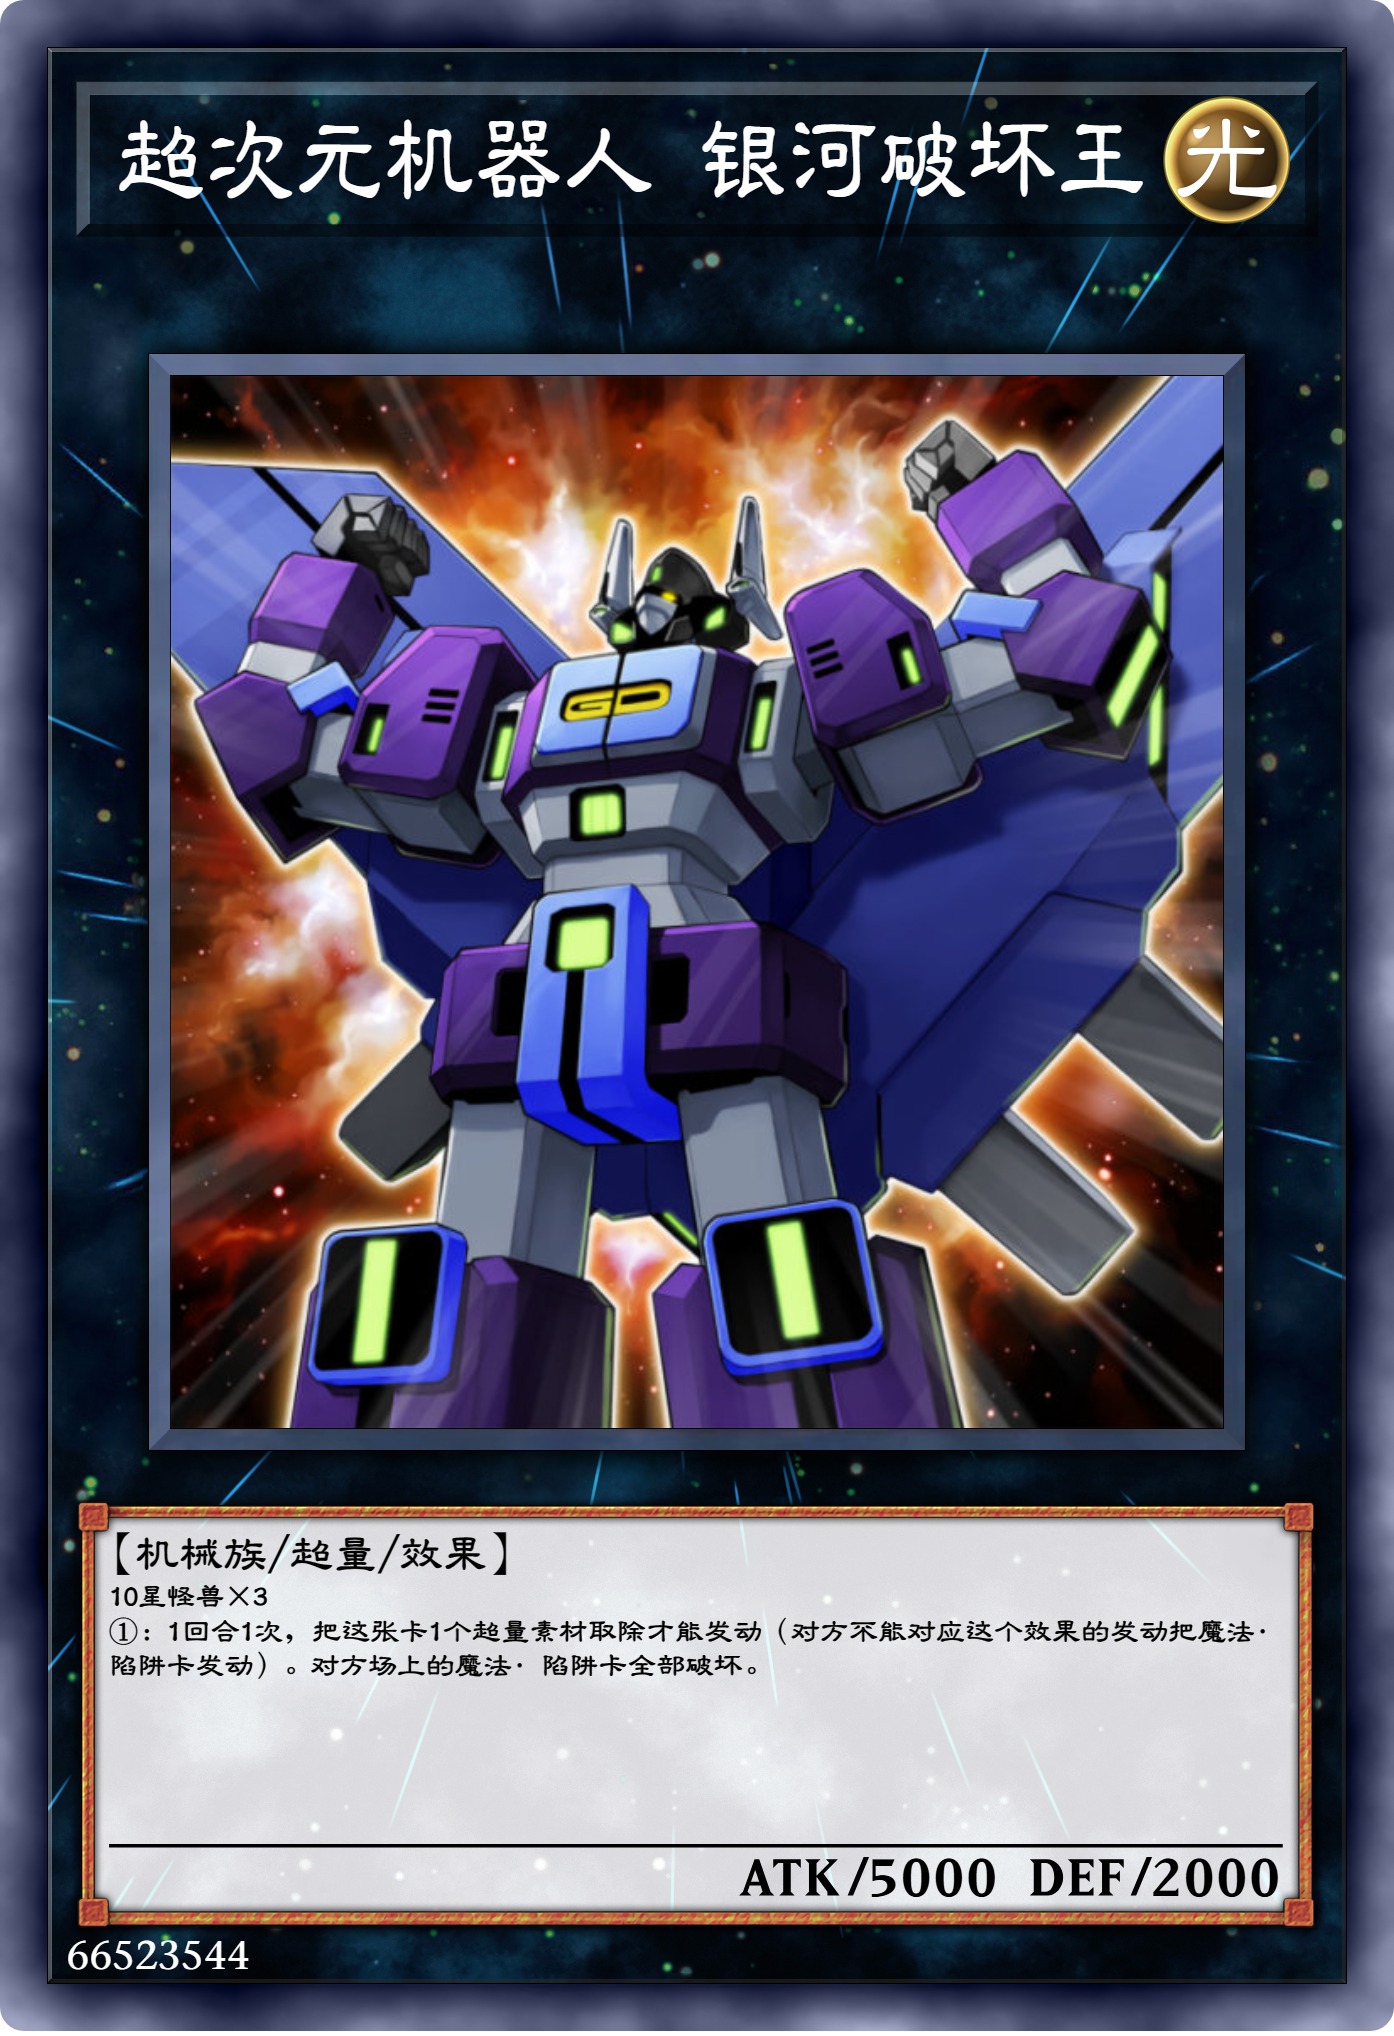 超次元机器人 银河破坏王 光
GD
【机械族/超量/效果】
10星怪兽×3
①：1回合1次，把这张卡1个超量素材取除才能发动（对方不能对应这个效果的发动把魔法·
陷阱卡发动）。对方场上的魔法·陷阱卡全部破坏。
ATK/5000 DEF/2000
66523544